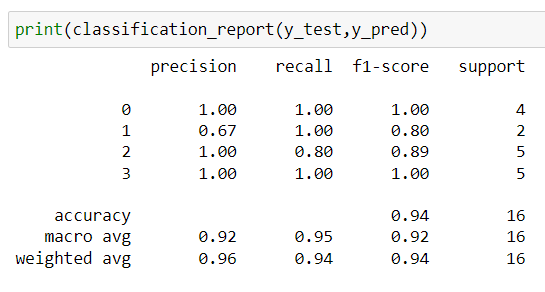 print(classification_report(y_test,y_pred))
precision recall f1-score support
0 1.00 1.00 1.00 4
1 0.67 1.00 0.80 2
2 1.00 0.80 0.89 5
3 1.00 1.00 1.00 5
accuracy 0.94 16
macro avg 0.92 0.95 0.92 16
weighted avg 0.96 0.94 0.94 16